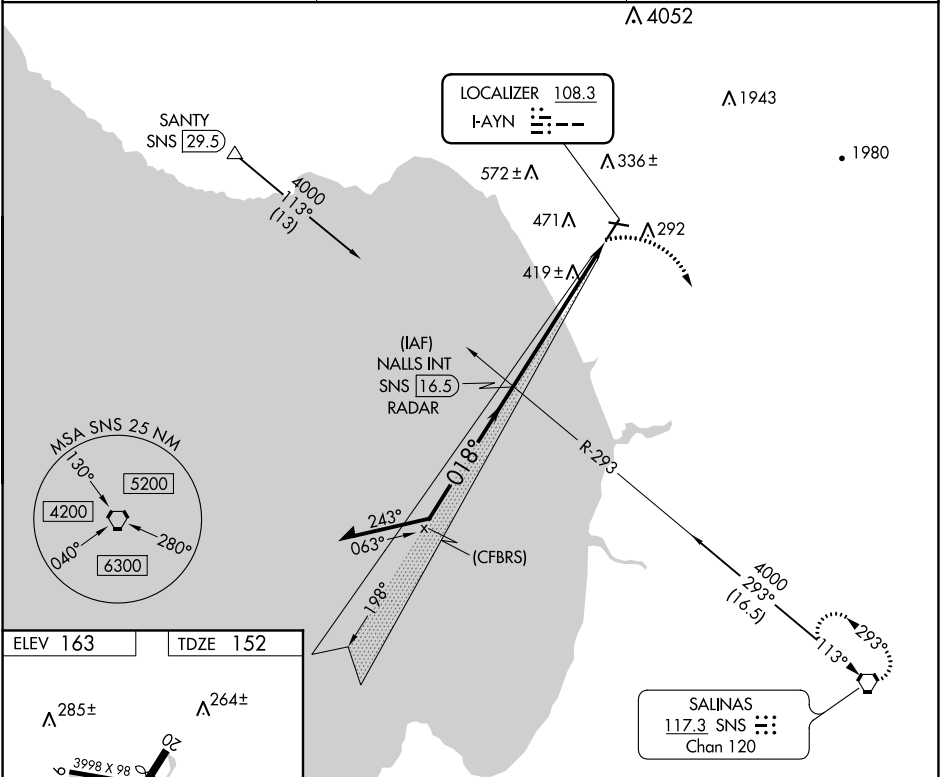 4052
LOCALIZER 108.3
I-AYN
1943
SANTY
SNS 29.5
4000
113°
(13)
572±
336±
1980
471
292
419±
(IAF)
NALLS INT
SNS 16.5
RADAR
R-293
018°
MSA SNS 25 NM
130°
5200
4200
040°
280°
6300
243°
063°
(CFBRS)
198°
4000
293°
(16.5)
293°
113°
ELEV 163
TDZE 152
SALINAS
117.3 SNS
Chan 120
285±
264±
20
3998 X 98
9